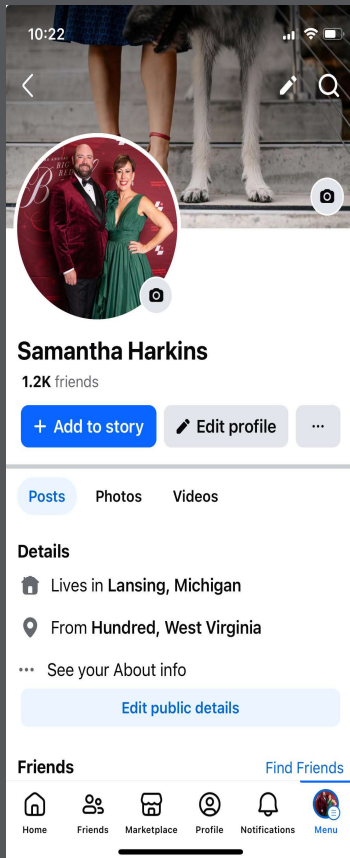 10:22
BIG
RED
B
Samantha Harkins
1.2K friends
+ Add to story
Edit profile
...
Posts
Photos
Videos
Details
Lives in Lansing, Michigan
From Hundred, West Virginia
... See your About info
Edit public details
Friends
Find Friends
Home
Friends
Marketplace
Profile
Notifications
Menu